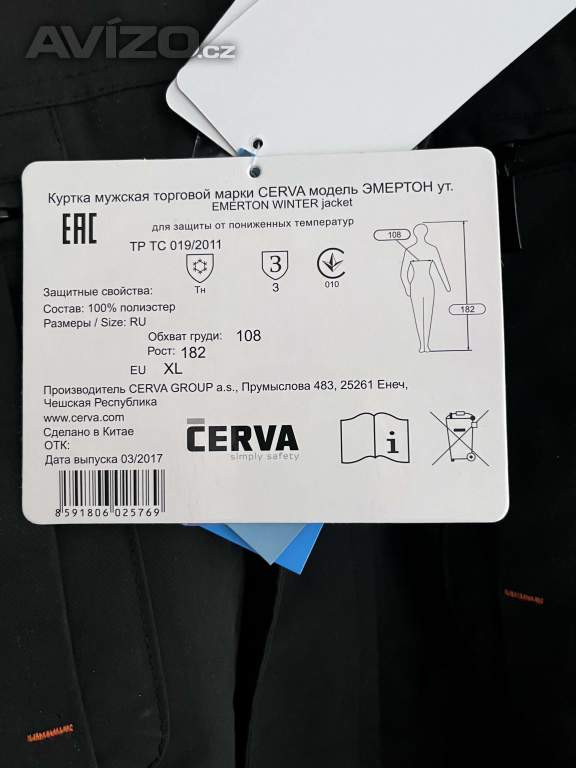 AVÍZO.cz
Куртка мужская торговой марки CERVA модель ЭМЕРТОН ут.
EMERTON WINTER jacket
EAC
для защиты от пониженных температур
ТР ТС 019/2011
108
Защитные свойства:
Тн
3
3
010
182
Состав: 100% полиэстер
Размеры / Size: RU
Обхват груди: 108
Рост: 182
EU XL
Производитель CERVA GROUP a.s., Прумыслова 483, 25261 Енеч,
Чешская Республика
www.cerva.com
Сделано в Китае
ОТК:
Дата выпуска 03/2017
CERVA
simply safety
i
8591806 025769